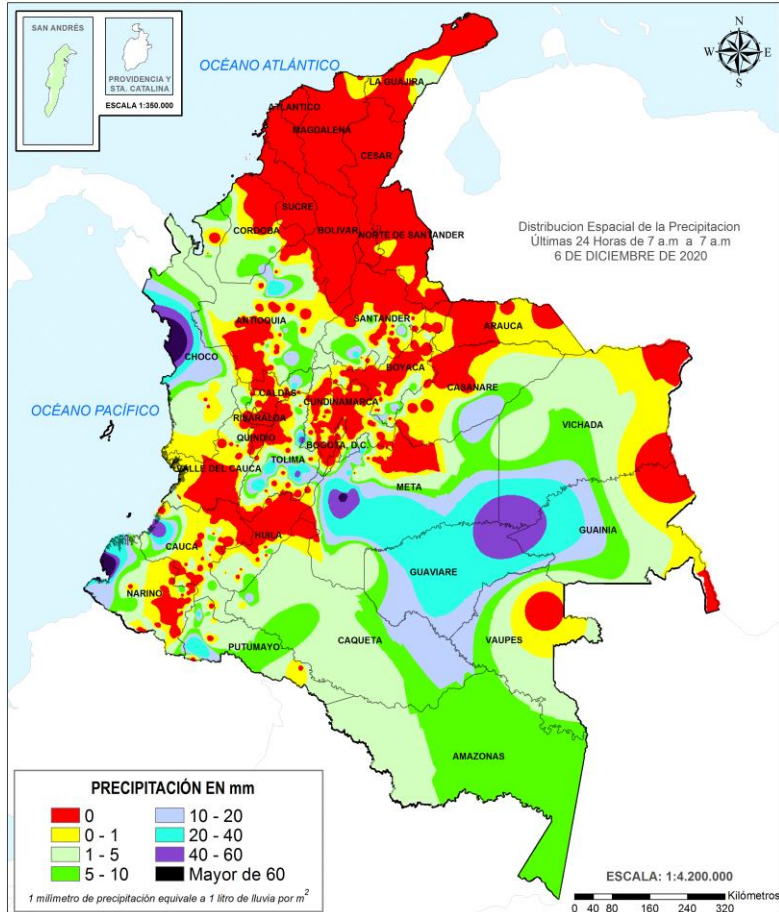 SAN ANDRÉS
PROVIDENCIA Y
STA. CATALINA
ESCALA 1:350.000
OCÉANO ATLÁNTICO
N
W
E
S
LA GUAJIRA
ATLANTICO
MAGDALENA
CESAR
SUCRE
CORDOBA
BOLIVAR
NORTE DE SANTANDER
Distribucion Espacial de la Precipitacion
Últimas 24 Horas de 7 a.m a 7 a.m
6 DE DICIEMBRE DE 2020
ANTIOQUIA
SANTANDER
ARAUCA
CHOCO
BOYACA
CASANARE
CALDAS
CUNDINAMARCA
OCÉANO PACÍFICO
RISARALDA
VICHADA
QUINDIO
BOGOTA, D.C.
TOLIMA
VALLE DEL CAUCA
META
GUAINIA
HUILA
CAUCA
GUAVIARE
NARIÑO
CAQUETA
VAUPES
PUTUMAYO
AMAZONAS
PRECIPITACIÓN EN mm
0
10 - 20
0 - 1
20 - 40
1 - 5
40 - 60
5 - 10
Mayor de 60
1 milímetro de precipitación equivale a 1 litro de lluvia por m²
ESCALA: 1:4.200.000
Kilómetros
0 40 80 160 240 320